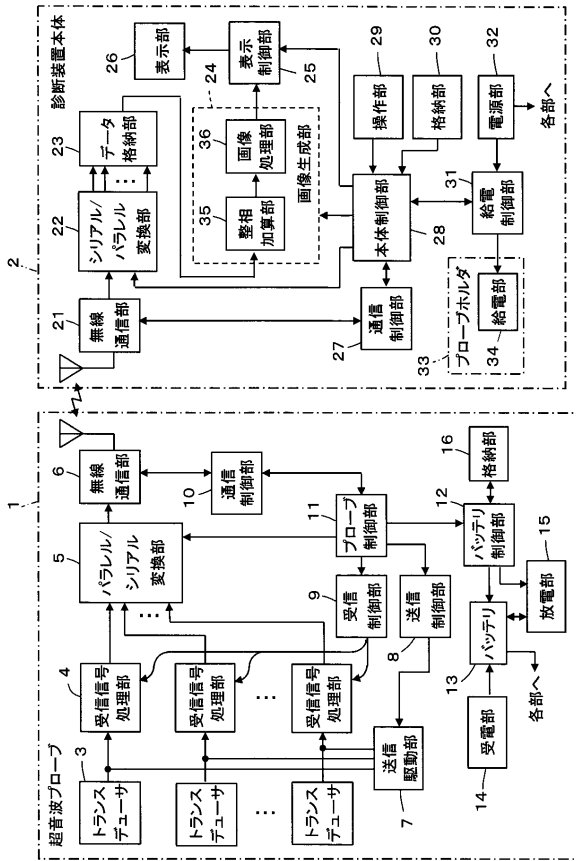 1
超音波プローブ
3
トランス
デューサ
トランス
デューサ
⋮
トランス
デューサ
4
受信信号
処理部
受信信号
処理部
⋮
受信信号
処理部
5
パラレル/
シリアル
変換部
⋮
6
無線
通信部
10
通信
制御部
11
プローブ
制御部
9
受信
制御部
8
送信
制御部
7
送信
駆動部
12
バッテリ
制御部
16
格納部
13
バッテリ
15
放電部
14
受電部
各部へ
2
診断装置本体
21
無線
通信部
22
シリアル/
パラレル
変換部
⋮
23
データ
格納部
24
35
整相
加算部
36
画像
処理部
画像生成部
25
表示
制御部
26
表示部
27
通信
制御部
28
本体制御部
29
操作部
30
格納部
31
給電
制御部
32
電源部
各部へ
33
プローブホルダ
34
給電部